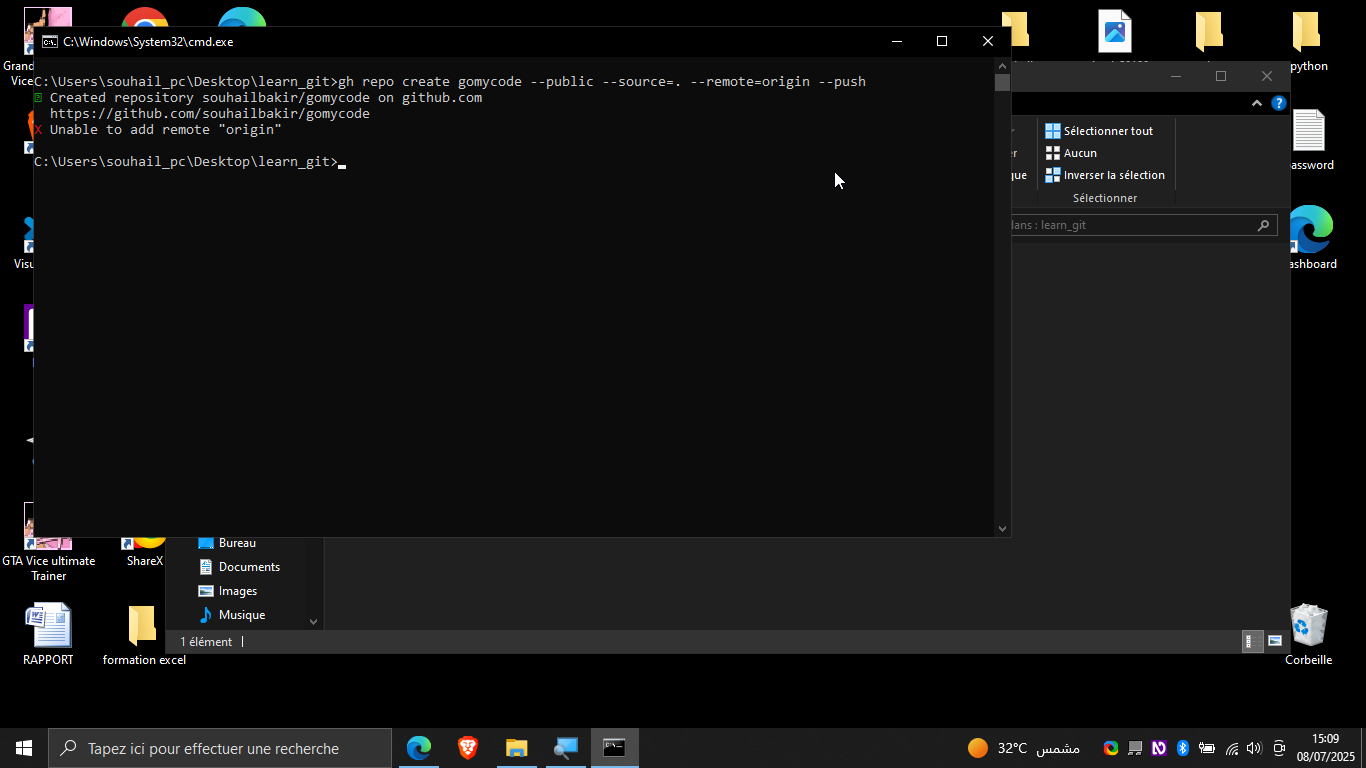 Grand
Vice
C:\Windows\System32\cmd.exe
C:\Users\souhail_pc\Desktop\learn_git>gh repo create gomycode --public --source=. --remote=origin --push
Created repository souhailbakir/gomycode on github.com
https://github.com/souhailbakir/gomycode
X Unable to add remote "origin"
C:\Users\souhail_pc\Desktop\learn_git>
python
Sélectionner tout
Aucun
Inverser la sélection
Sélectionner
dans : learn_git
assword
ashboard
Visu
GTA Vice ultimate
Trainer
ShareX
Bureau
Documents
Images
Musique
1 élément
RAPPORT
formation excel
Corbeille
Tapez ici pour effectuer une recherche
32°C مشمس
15:09
08/07/2025